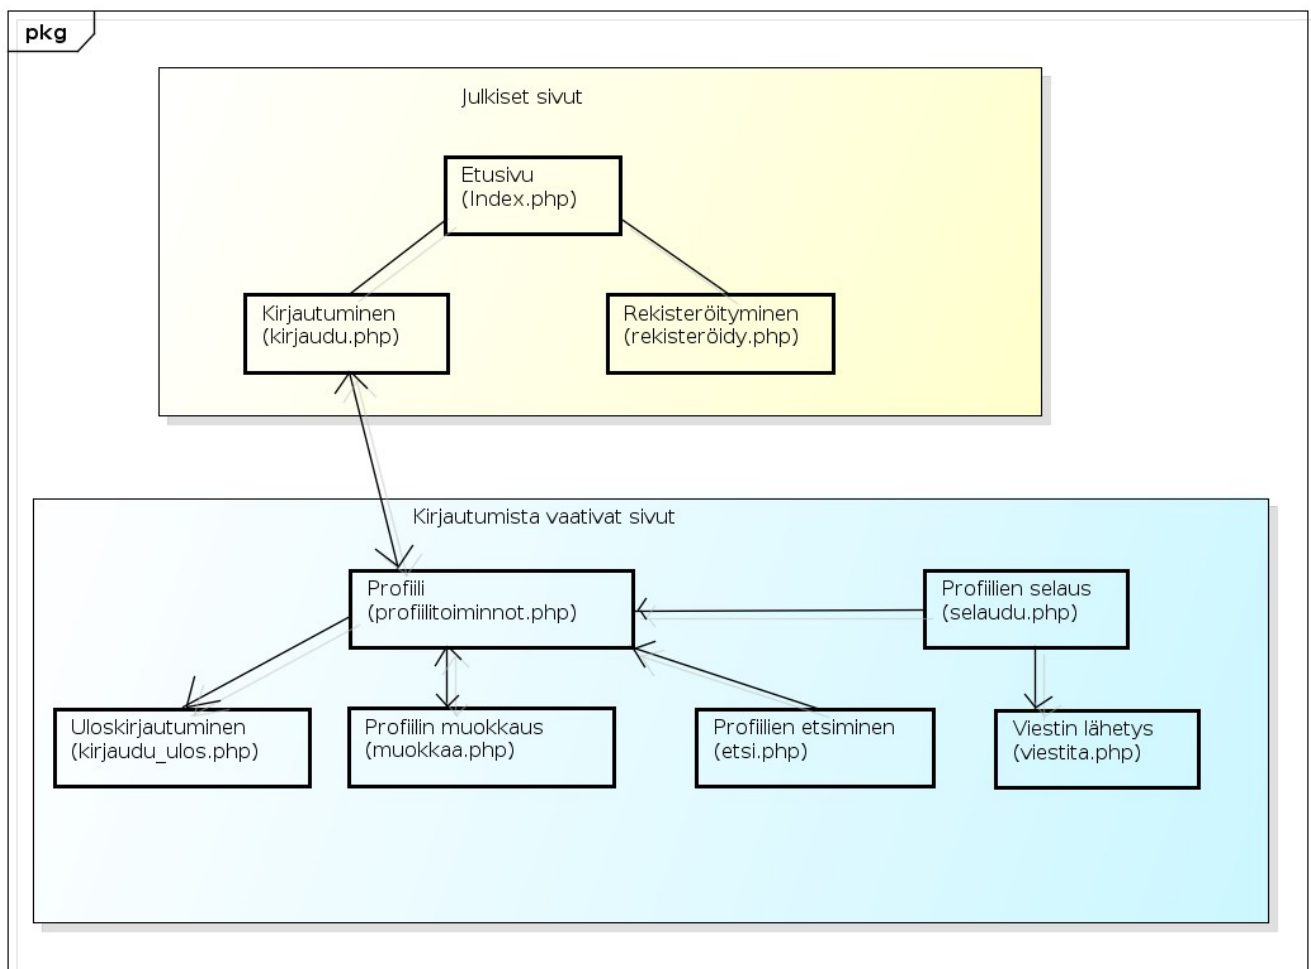 pkg
Julkiset sivut
Etusivu
(Index.php)
Kirjautuminen
(kirjaudu.php)
Rekisteröityminen
(rekisteröidy.php)
Kirjautumista vaativat sivut
Profiili
(profiilitoiminnot.php)
Profiilien selaus
(selaudu.php)
Uloskirjautuminen
(kirjaudu_ulos.php)
Profiilin muokkaus
(muokkaa.php)
Profiilien etsiminen
(etsi.php)
Viestin lähetys
(viestita.php)